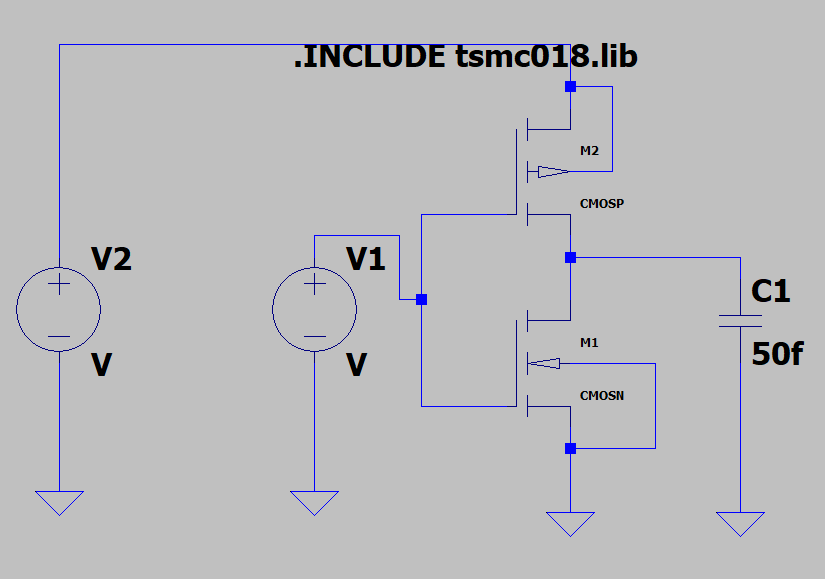 .INCLUDE tsmc018.lib
M2
CMOSP
V2
V1
C1
M1
V
V
50f
CMOSN